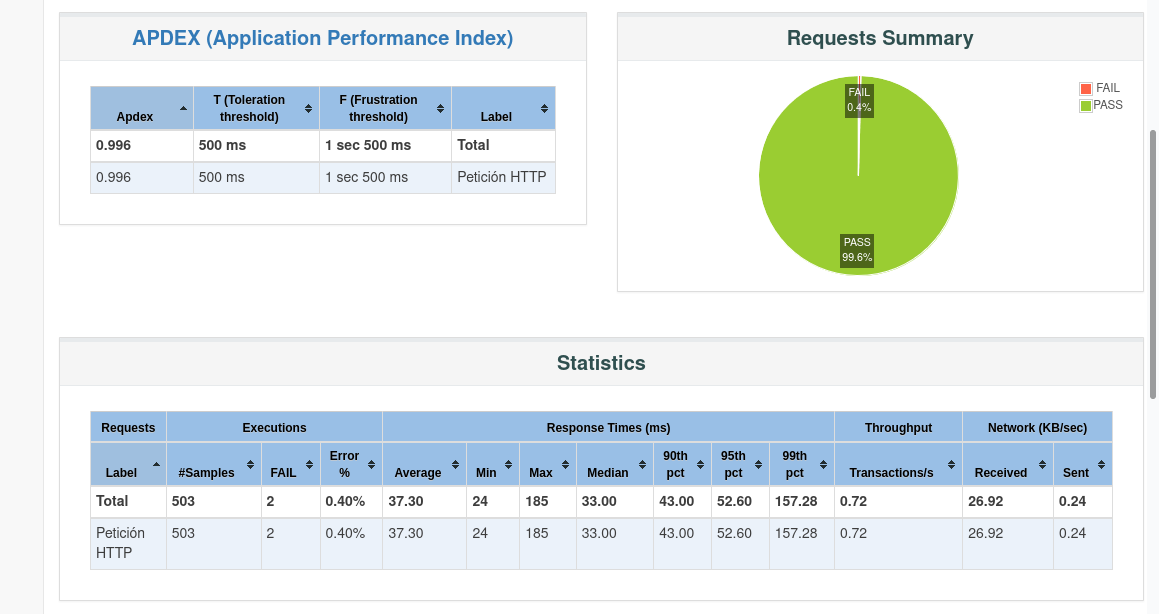 APDEX (Application Performance Index)
Apdex T (Toleration threshold) F (Frustration threshold) Label
0.996 500 ms 1 sec 500 ms Total
0.996 500 ms 1 sec 500 ms Petición HTTP
Requests Summary
FAIL
0.4%
PASS
99.6%
FAIL
PASS
Statistics
Requests Executions Response Times (ms) Throughput Network (KB/sec)
Label #Samples FAIL Error % Average Min Max Median 90th pct 95th pct 99th pct Transactions/s Received Sent
Total 503 2 0.40% 37.30 24 185 33.00 43.00 52.60 157.28 0.72 26.92 0.24
Petición HTTP 503 2 0.40% 37.30 24 185 33.00 43.00 52.60 157.28 0.72 26.92 0.24